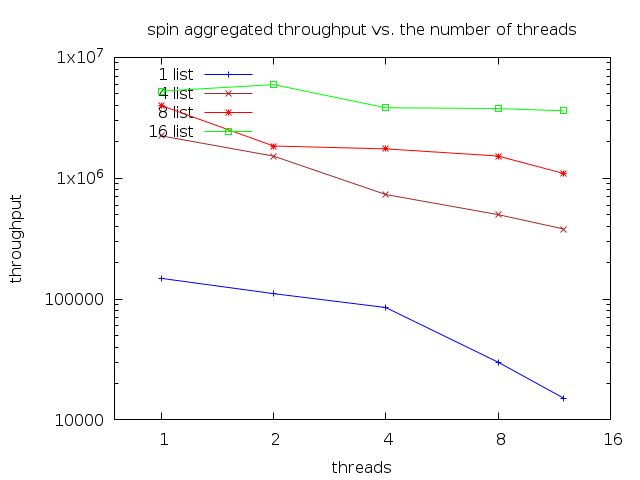 spin aggregated throughput vs. the number of threads
1x10^7
1 list
4 list
8 list
16 list
1x10^6
throughput
100000
10000
1 2 4 8 16
threads